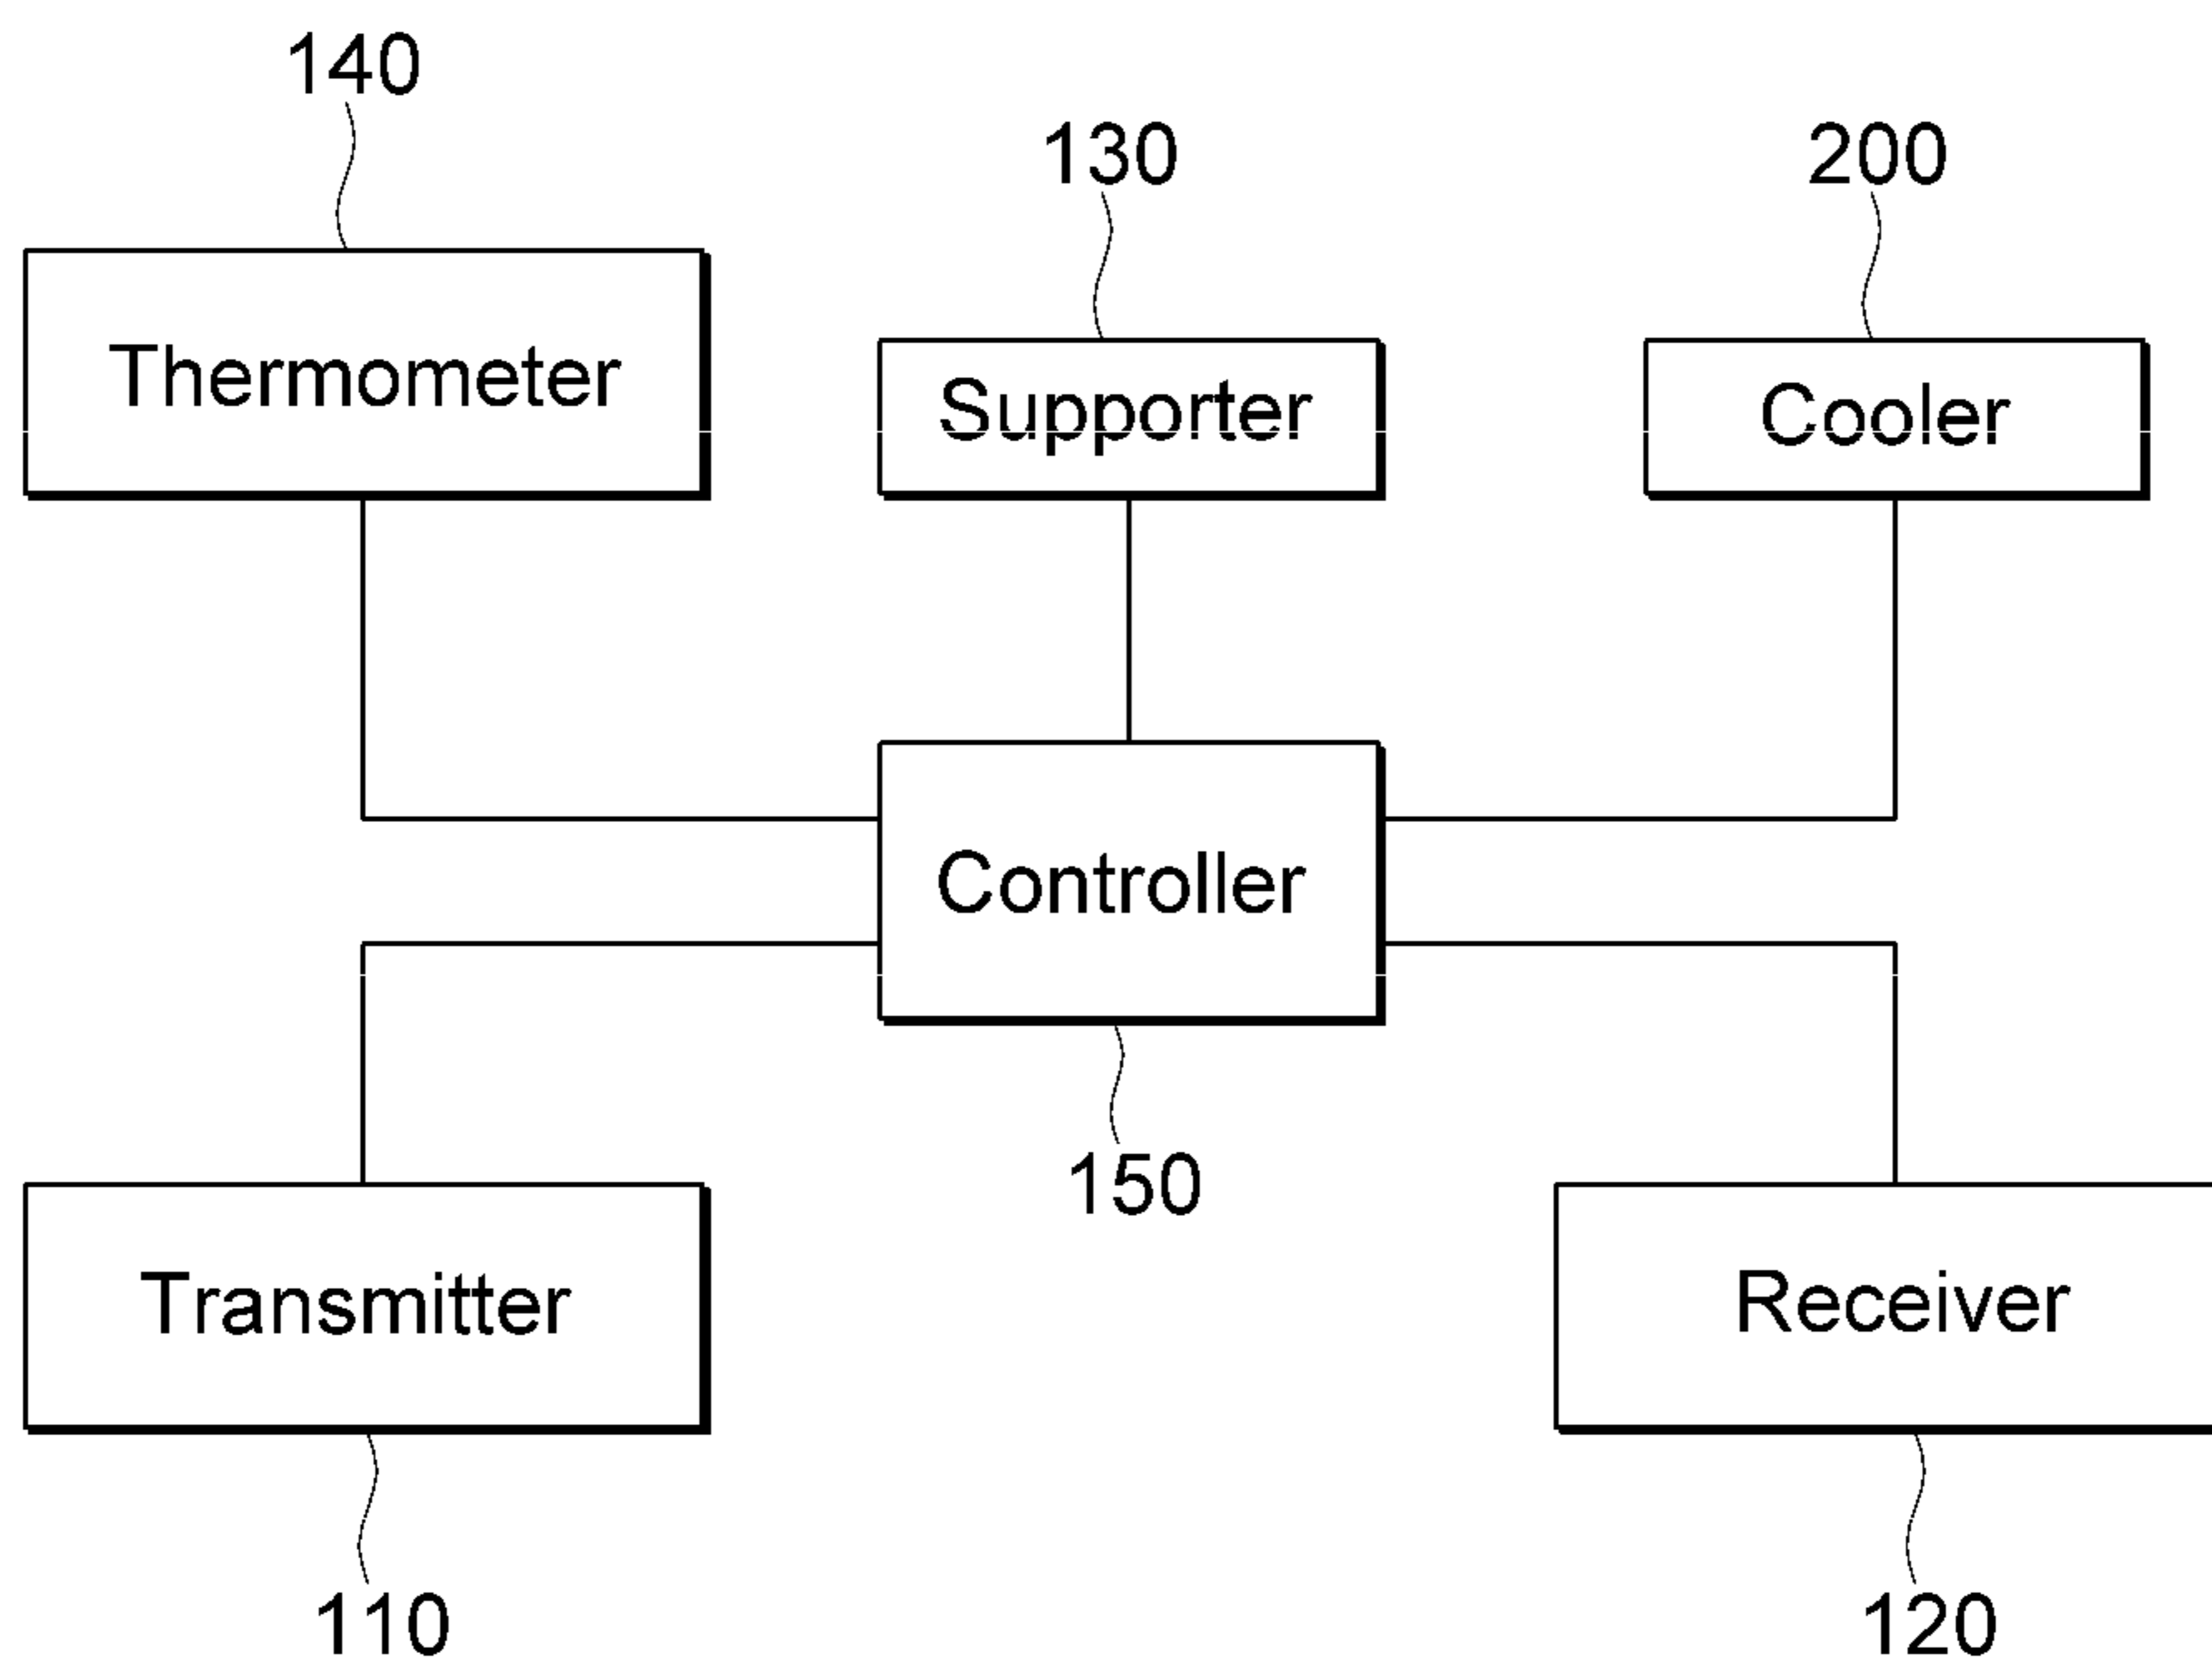 140
130
200
Thermometer
Supporter
Cooler
Controller
150
Transmitter
Receiver
110
120